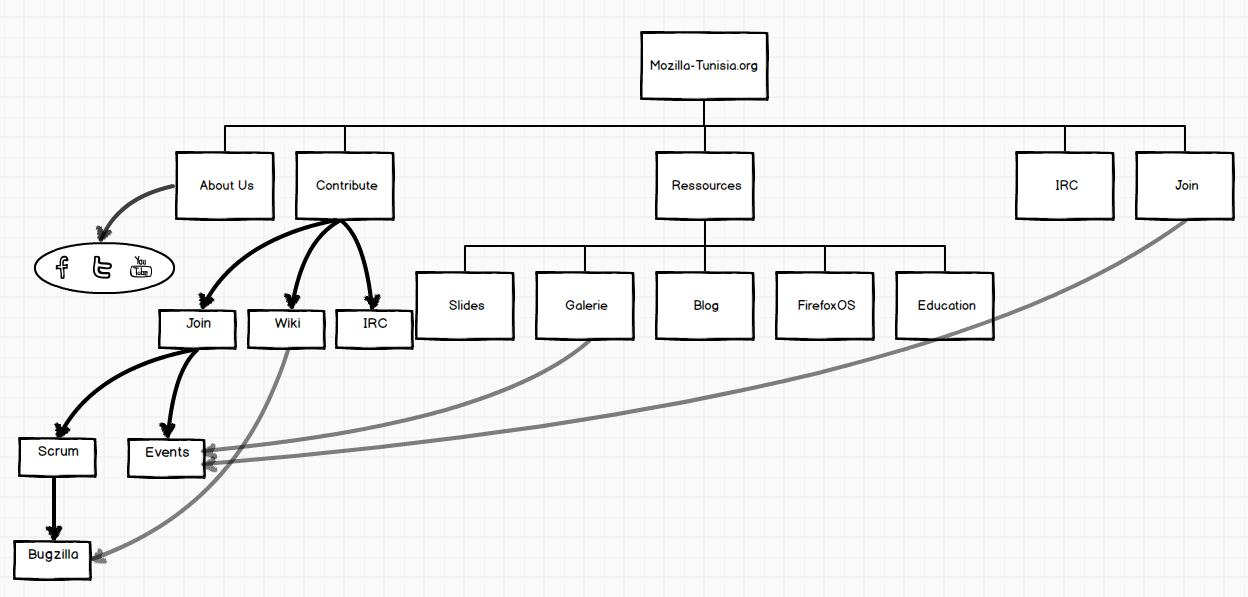 Mozilla-Tunisia.org
About Us
Contribute
Ressources
IRC
Join
f t You
Tube
Slides
Galerie
Blog
FirefoxOS
Education
Join
Wiki
IRC
Scrum
Events
Bugzilla